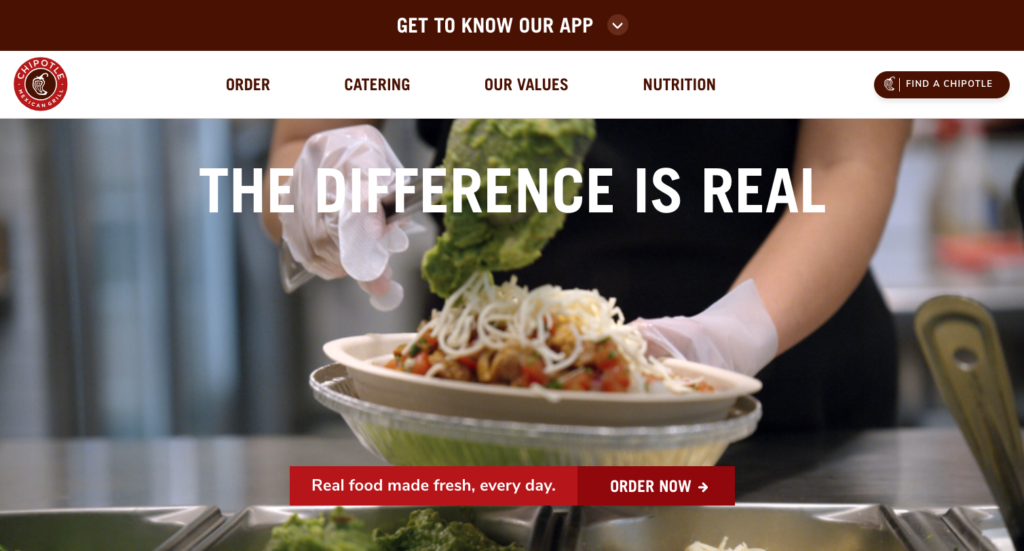 GET TO KNOW OUR APP
CHIPOTLE
MEXICAN GRILL
ORDER
CATERING
OUR VALUES
NUTRITION
FIND A CHIPOTLE
THE DIFFERENCE IS REAL
Real food made fresh, every day.
ORDER NOW →